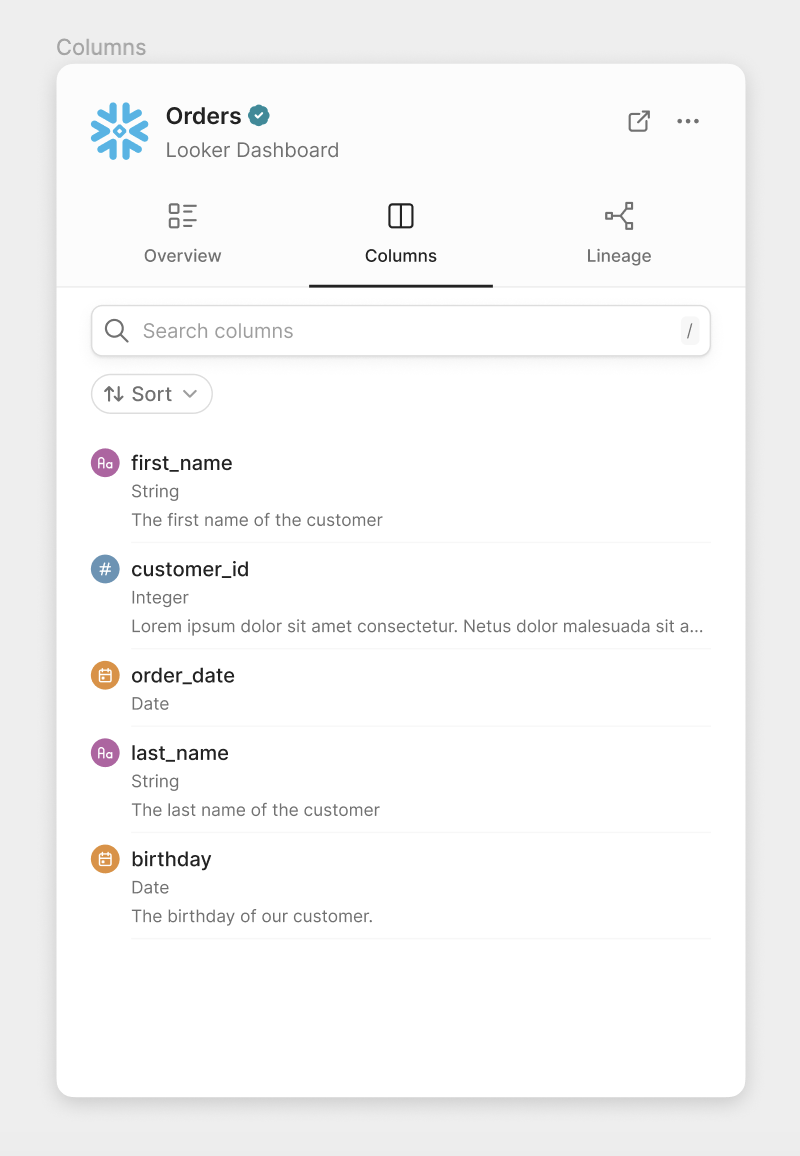 Columns
Orders
Looker Dashboard
Overview
Columns
Lineage
Search columns
/
Sort
Aa
first_name
String
The first name of the customer
#
customer_id
Integer
Lorem ipsum dolor sit amet consectetur. Netus dolor malesuada sit a...
order_date
Date
Aa
last_name
String
The last name of the customer
birthday
Date
The birthday of our customer.